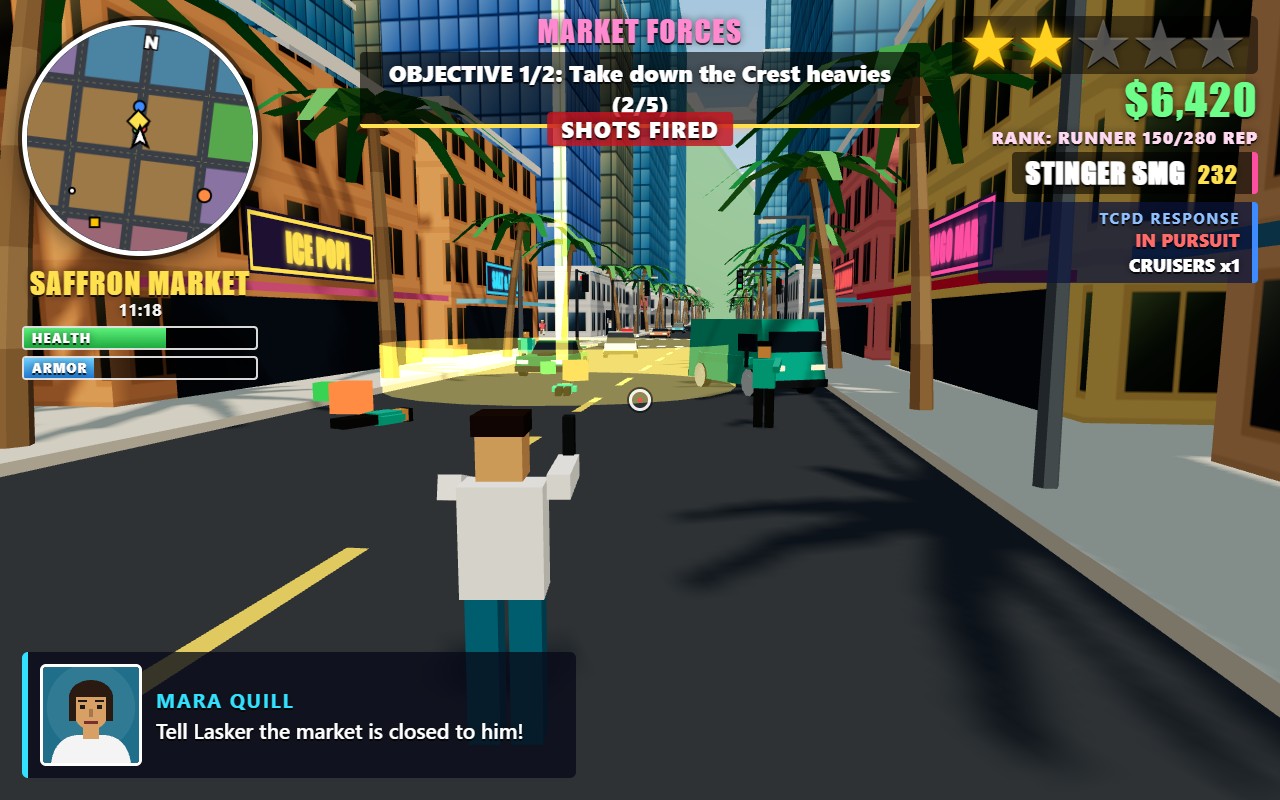 MARKET FORCES
OBJECTIVE 1/2: Take down the Crest heavies
(2/5)
SHOTS FIRED
N
$6,420
RANK: RUNNER 150/280 REP
STINGER SMG 232
TCPD RESPONSE
IN PURSUIT
CRUISERS x1
SAFFRON MARKET
11:18
HEALTH
ARMOR
ICE POP!
MARA QUILL
Tell Lasker the market is closed to him!